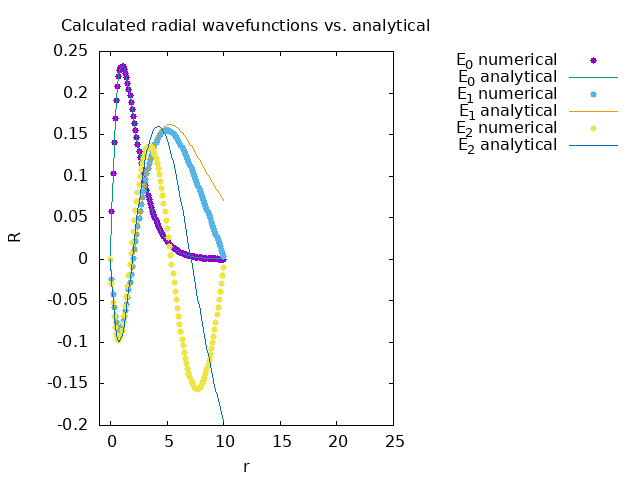 Calculated radial wavefunctions vs. analytical
0.25
0.2
0.15
0.1
0.05
0
-0.05
-0.1
-0.15
-0.2
0 5 10 15 20 25
R
r
E0 numerical
E0 analytical
E1 numerical
E1 analytical
E2 numerical
E2 analytical